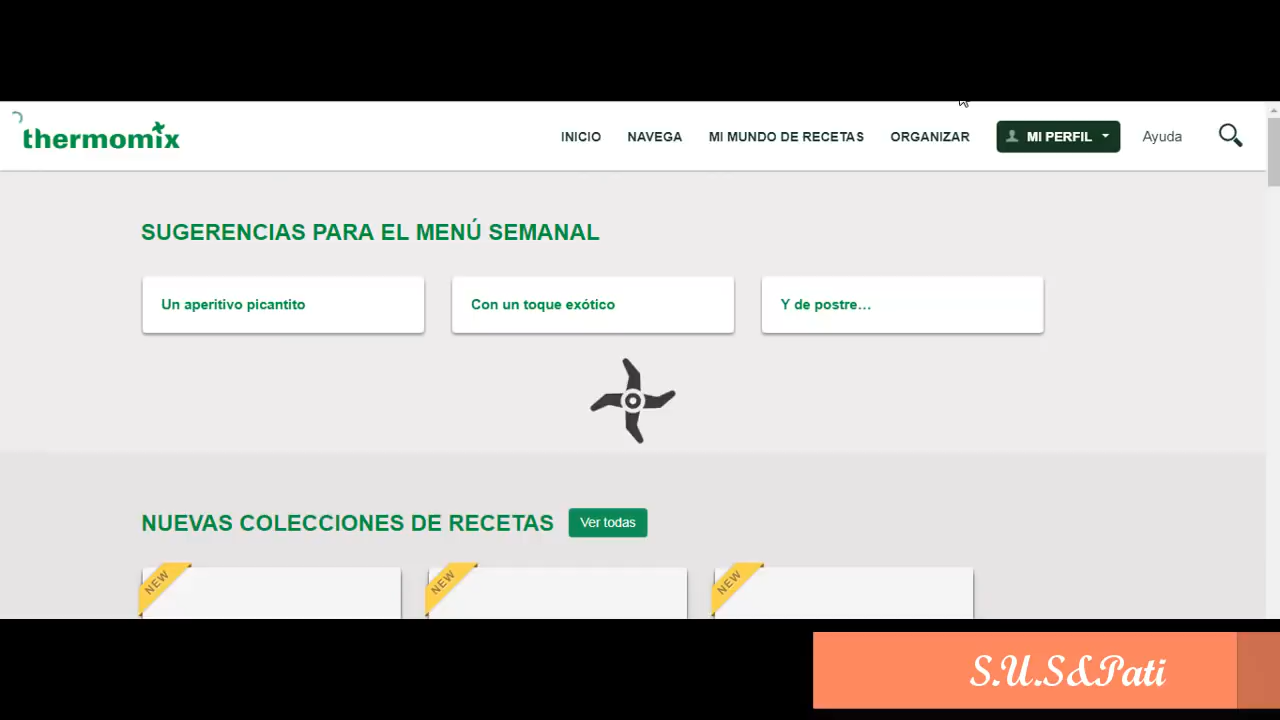 thermomix
INICIO NAVEGA MI MUNDO DE RECETAS ORGANIZAR MI PERFIL Ayuda
SUGERENCIAS PARA EL MENÚ SEMANAL
Un aperitivo picantito
Con un toque exótico
Y de postre...
NUEVAS COLECCIONES DE RECETAS Ver todas
NEW
NEW
NEW
S.U.S&Pati